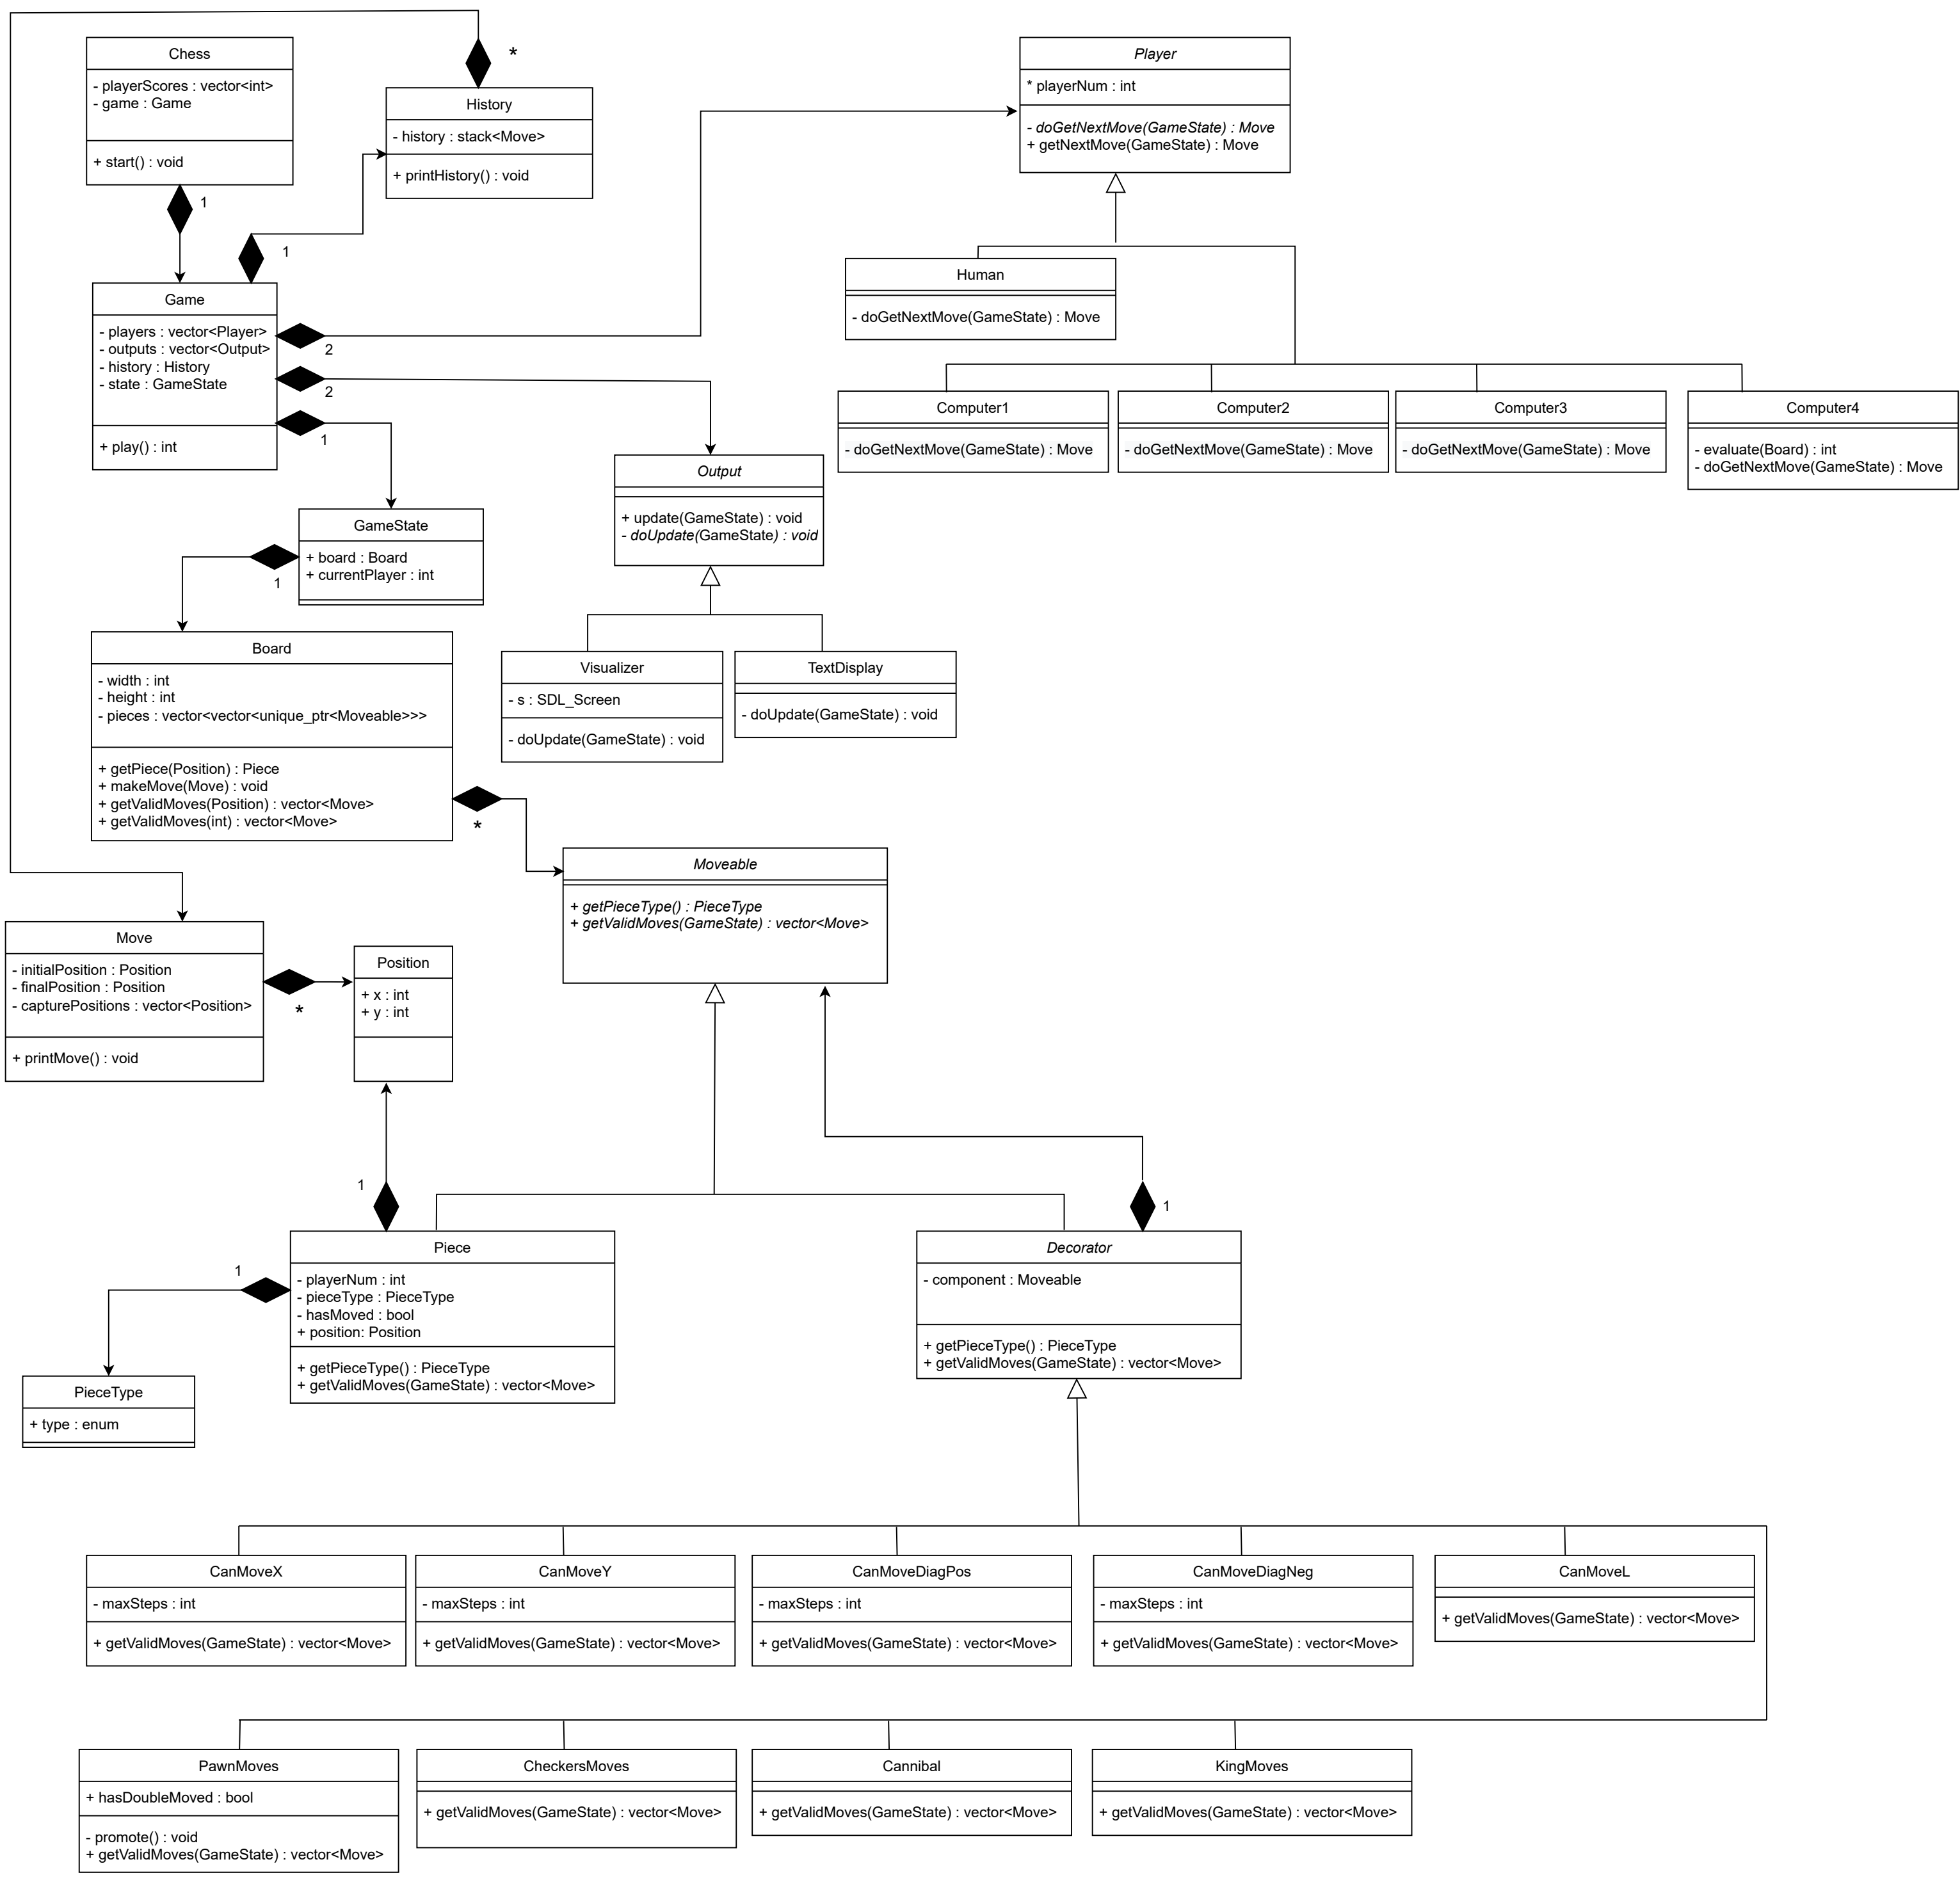 Chess
- playerScores : vector<int>
- game : Game
+ start() : void
1
*
History
- history : stack<Move>
+ printHistory() : void
1
Player
* playerNum : int
- doGetNextMove(GameState) : Move
+ getNextMove(GameState) : Move
Game
- players : vector<Player>
- outputs : vector<Output>
- history : History
- state : GameState
+ play() : int
2
2
1
Human
- doGetNextMove(GameState) : Move
Computer1
- doGetNextMove(GameState) : Move
Computer2
- doGetNextMove(GameState) : Move
Computer3
- doGetNextMove(GameState) : Move
Computer4
- evaluate(Board) : int
- doGetNextMove(GameState) : Move
Output
+ update(GameState) : void
- doUpdate(GameState) : void
GameState
+ board : Board
+ currentPlayer : int
1
Board
- width : int
- height : int
- pieces : vector<vector<unique_ptr<Moveable>>>
+ getPiece(Position) : Piece
+ makeMove(Move) : void
+ getValidMoves(Position) : vector<Move>
+ getValidMoves(int) : vector<Move>
*
Visualizer
- s : SDL_Screen
- doUpdate(GameState) : void
TextDisplay
- doUpdate(GameState) : void
Moveable
+ getPieceType() : PieceType
+ getValidMoves(GameState) : vector<Move>
Move
- initialPosition : Position
- finalPosition : Position
- capturePositions : vector<Position>
+ printMove() : void
*
Position
+ x : int
+ y : int
1
1
Piece
- playerNum : int
- pieceType : PieceType
- hasMoved : bool
+ position: Position
+ getPieceType() : PieceType
+ getValidMoves(GameState) : vector<Move>
1
Decorator
- component : Moveable
+ getPieceType() : PieceType
+ getValidMoves(GameState) : vector<Move>
PieceType
+ type : enum
CanMoveX
- maxSteps : int
+ getValidMoves(GameState) : vector<Move>
CanMoveY
- maxSteps : int
+ getValidMoves(GameState) : vector<Move>
CanMoveDiagPos
- maxSteps : int
+ getValidMoves(GameState) : vector<Move>
CanMoveDiagNeg
- maxSteps : int
+ getValidMoves(GameState) : vector<Move>
CanMoveL
+ getValidMoves(GameState) : vector<Move>
PawnMoves
+ hasDoubleMoved : bool
- promote() : void
+ getValidMoves(GameState) : vector<Move>
CheckersMoves
+ getValidMoves(GameState) : vector<Move>
Cannibal
+ getValidMoves(GameState) : vector<Move>
KingMoves
+ getValidMoves(GameState) : vector<Move>